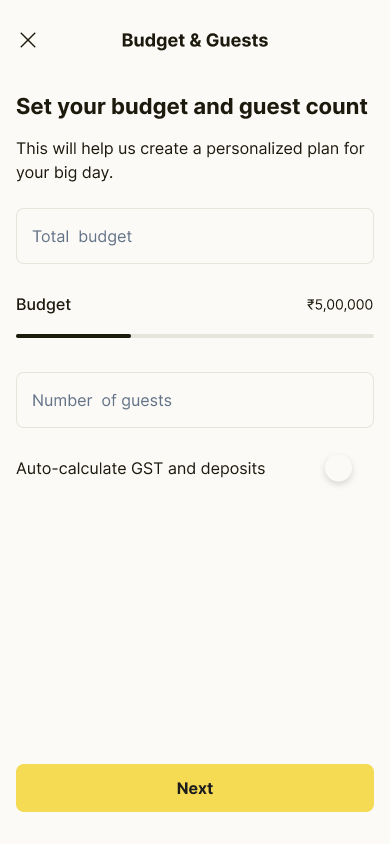 Budget & Guests
Set your budget and guest count
This will help us create a personalized plan for
your big day.
Total budget
Budget ₹5,00,000
Number of guests
Auto-calculate GST and deposits
Next